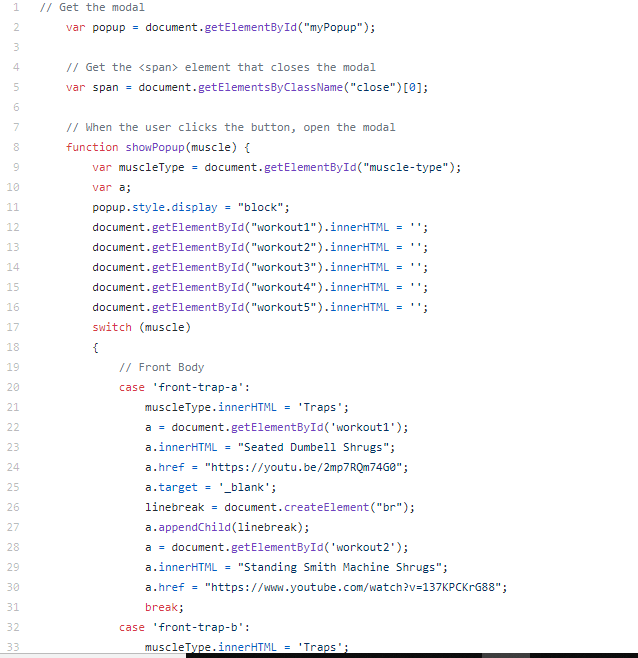 1 // Get the modal
2 var popup = document.getElementById("myPopup");
3
4 // Get the <span> element that closes the modal
5 var span = document.getElementsByClassName("close")[0];
6
7 // When the user clicks the button, open the modal
8 function showPopup(muscle) {
9 var muscleType = document.getElementById("muscle-type");
10 var a;
11 popup.style.display = "block";
12 document.getElementById("workout1").innerHTML = '';
13 document.getElementById("workout2").innerHTML = '';
14 document.getElementById("workout3").innerHTML = '';
15 document.getElementById("workout4").innerHTML = '';
16 document.getElementById("workout5").innerHTML = '';
17 switch (muscle)
18 {
19 // Front Body
20 case 'front-trap-a':
21 muscleType.innerHTML = 'Traps';
22 a = document.getElementById('workout1');
23 a.innerHTML = "Seated Dumbell Shrugs";
24 a.href = "https://youtu.be/2mp7RQm74G0";
25 a.target = '_blank';
26 linebreak = document.createElement("br");
27 a.appendChild(linebreak);
28 a = document.getElementById('workout2');
29 a.innerHTML = "Standing Smith Machine Shrugs";
30 a.href = "https://www.youtube.com/watch?v=137KPCKrG88";
31 break;
32 case 'front-trap-b':
33 muscleType.innerHTML = 'Traps';